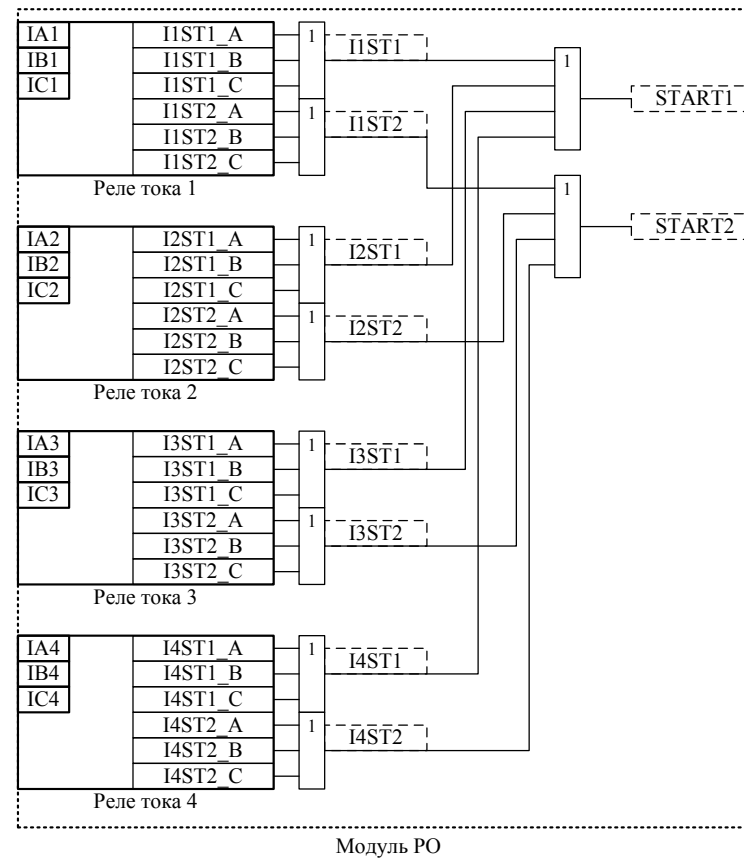 IA1 I1ST1_A 1 I1ST1
IB1 I1ST1_B 1
IC1 I1ST1_C START1
I1ST2_A 1 I1ST2
I1ST2_B
I1ST2_C
Реле тока 1 1
START2
IA2 I2ST1_A 1 I2ST1
IB2 I2ST1_B
IC2 I2ST1_C
I2ST2_A 1 I2ST2
I2ST2_B
I2ST2_C
Реле тока 2
IA3 I3ST1_A 1 I3ST1
IB3 I3ST1_B
IC3 I3ST1_C
I3ST2_A 1 I3ST2
I3ST2_B
I3ST2_C
Реле тока 3
IA4 I4ST1_A 1 I4ST1
IB4 I4ST1_B
IC4 I4ST1_C
I4ST2_A 1 I4ST2
I4ST2_B
I4ST2_C
Реле тока 4
Модуль РО